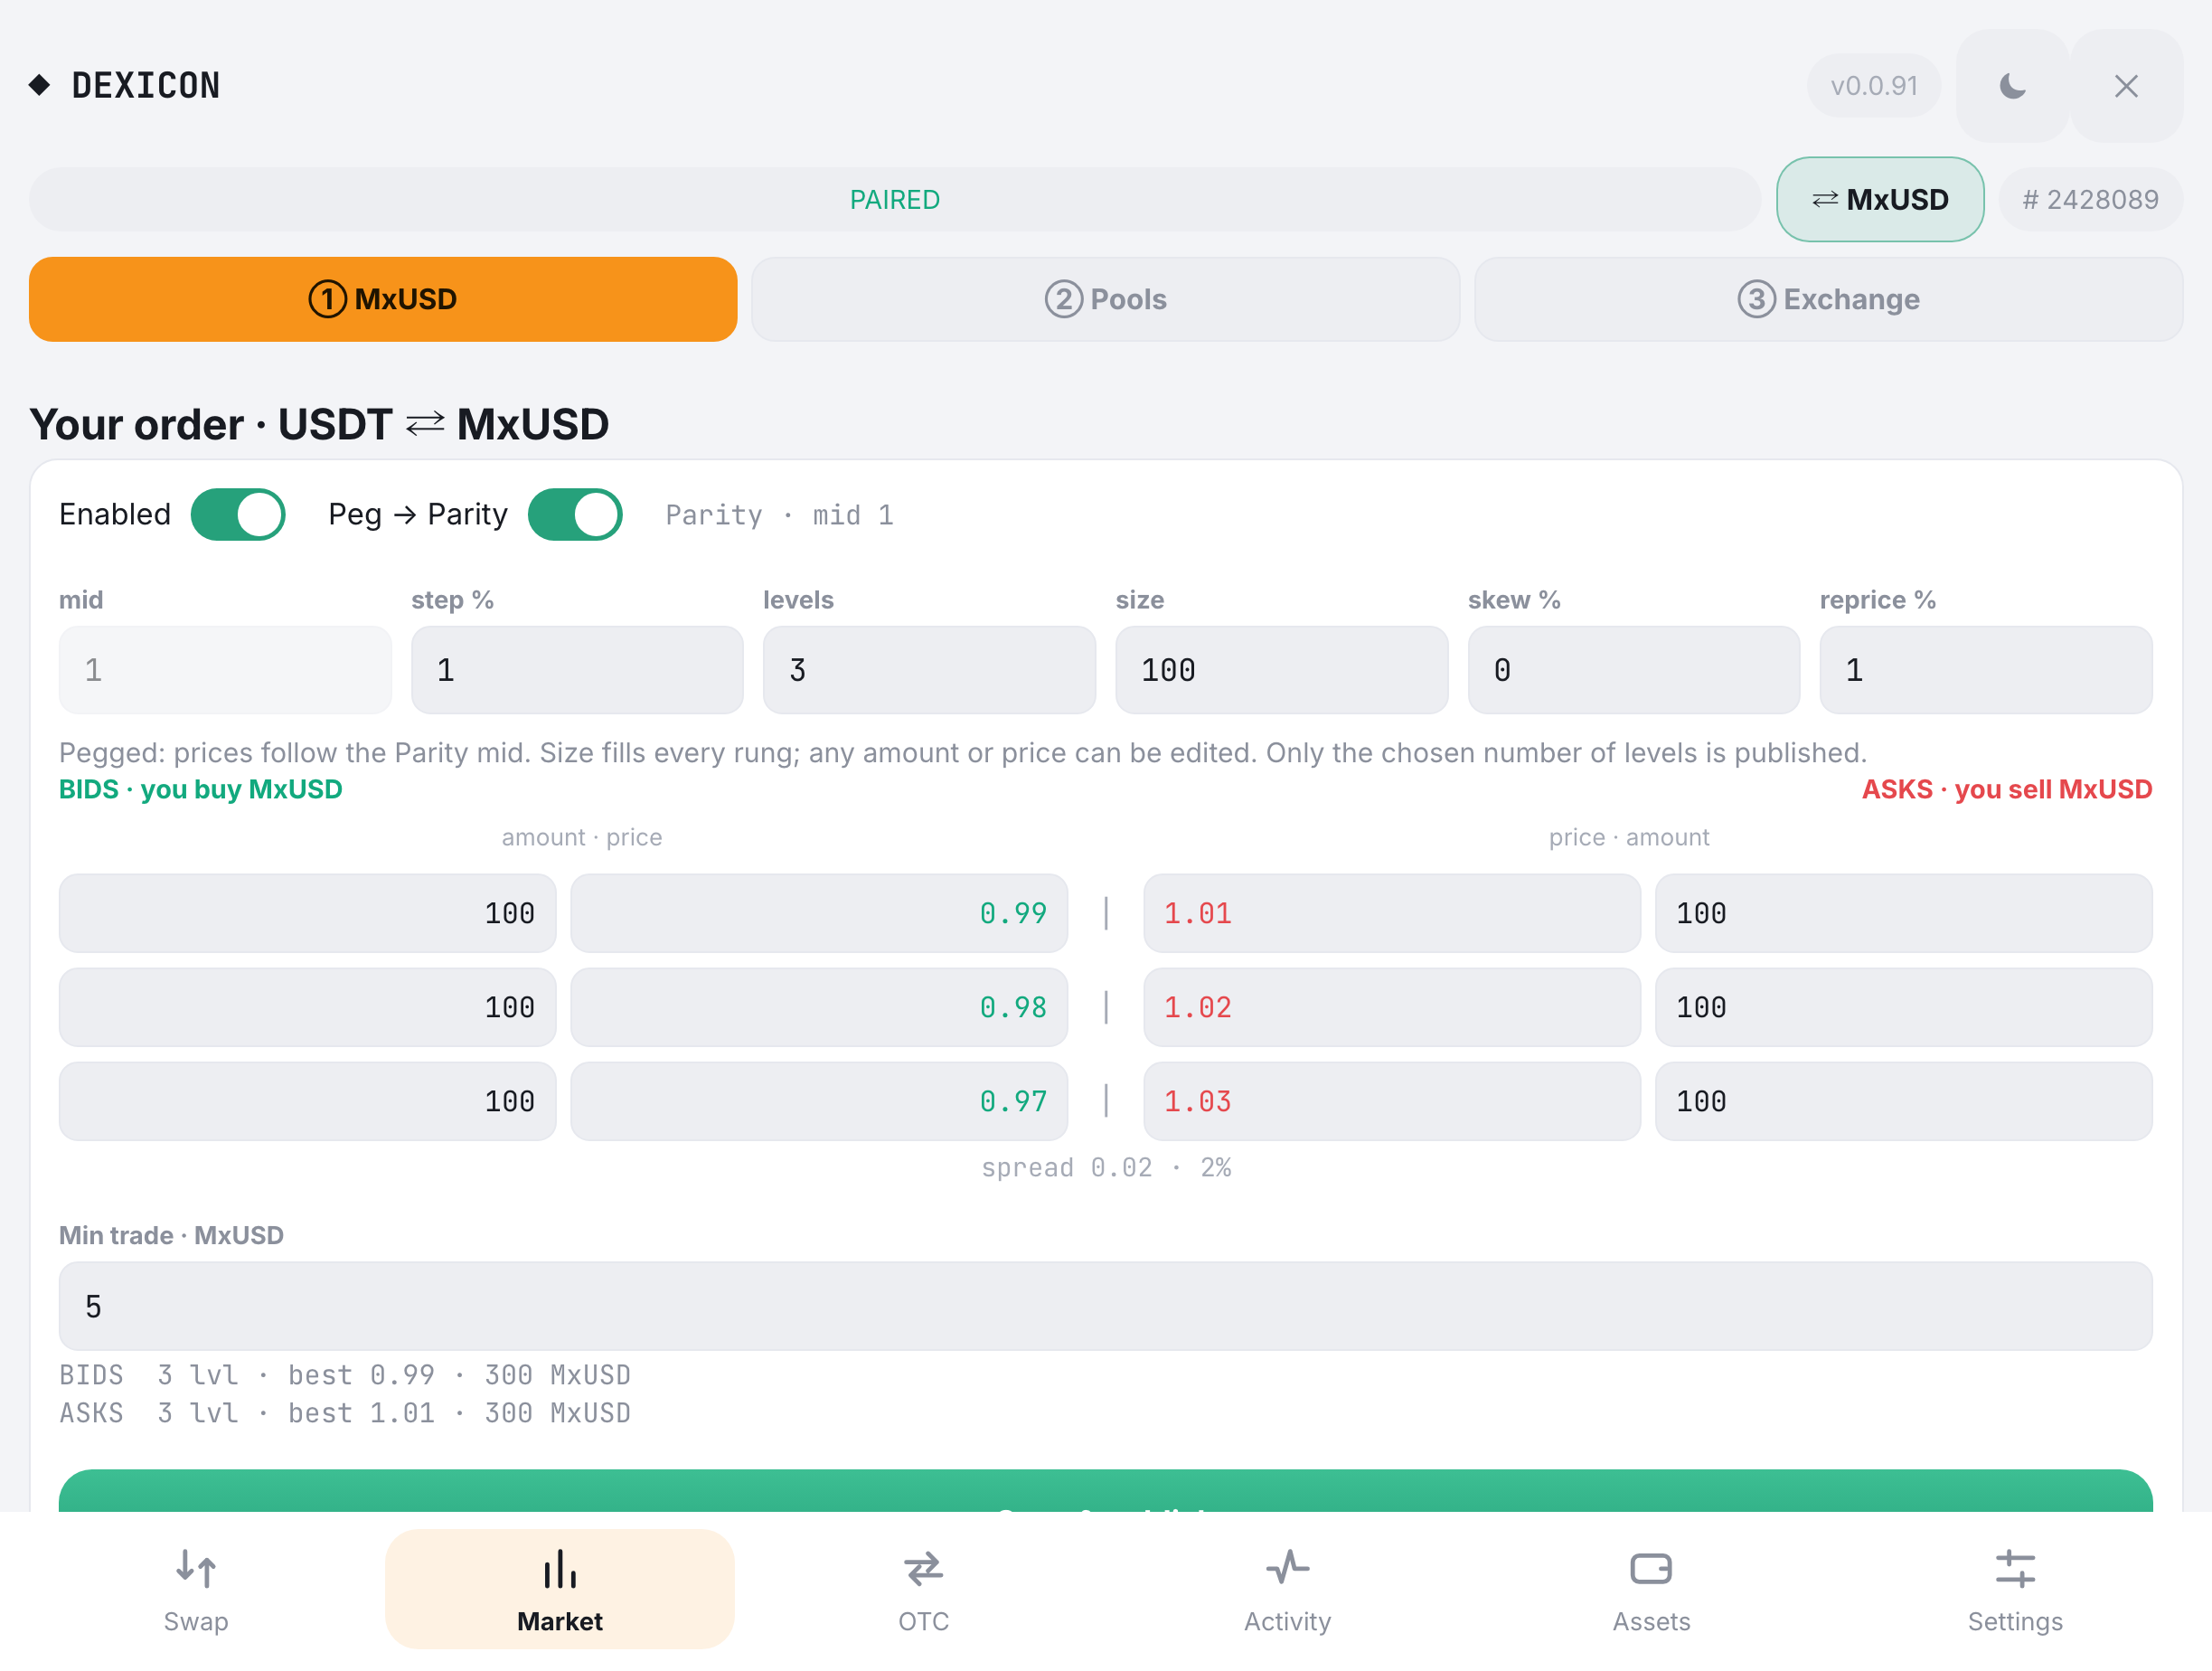 ◆ DEXICON
v0.0.91
PAIRED
⇄ MxUSD
# 2428089
① MxUSD
② Pools
③ Exchange
Your order · USDT ⇄ MxUSD
Enabled
Peg → Parity
Parity · mid 1
mid step % levels size skew % reprice %
1 1 3 100 0 1
Pegged: prices follow the Parity mid. Size fills every rung; any amount or price can be edited. Only the chosen number of levels is published.
BIDS · you buy MxUSD
ASKS · you sell MxUSD
amount · price
price · amount
100 0.99 | 1.01 100
100 0.98 | 1.02 100
100 0.97 | 1.03 100
spread 0.02 · 2%
Min trade · MxUSD
5
BIDS 3 lvl · best 0.99 · 300 MxUSD
ASKS 3 lvl · best 1.01 · 300 MxUSD
Swap
Market
OTC
Activity
Assets
Settings